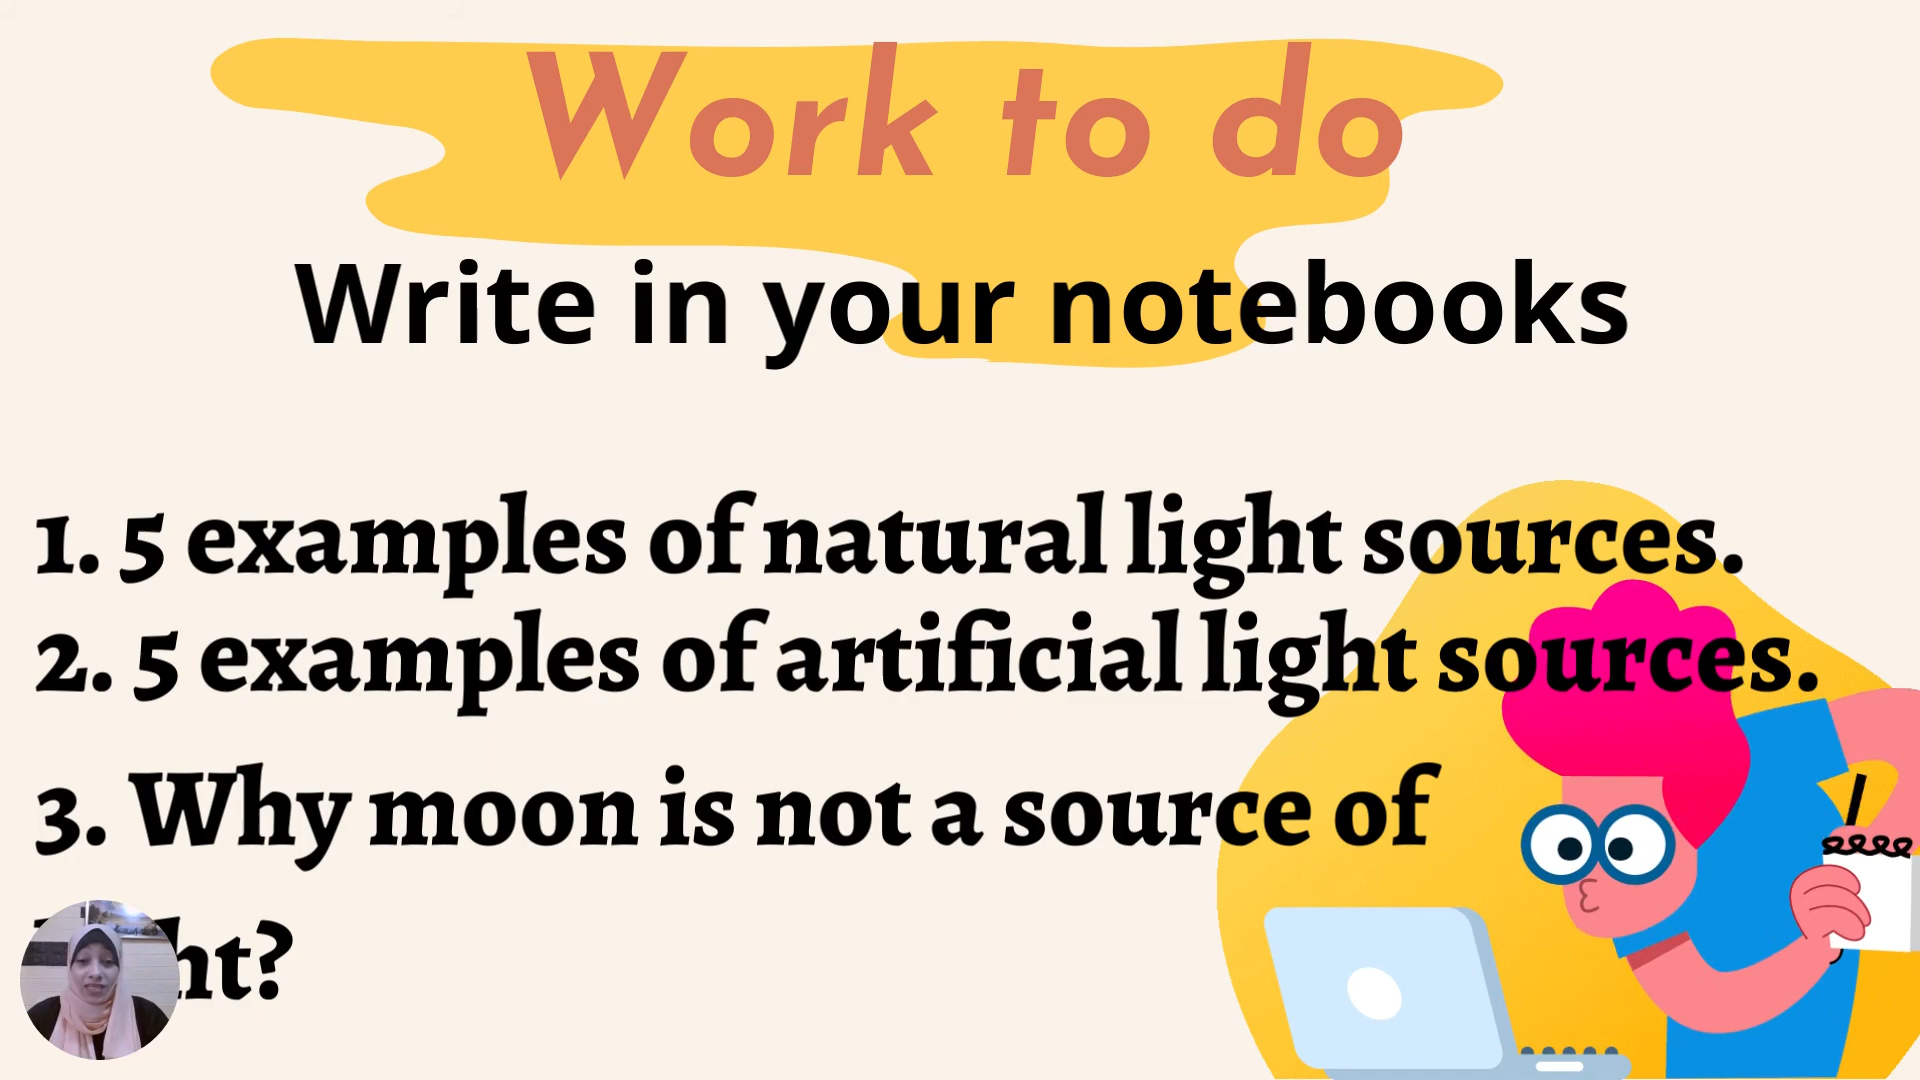 Work to do
Write in your notebooks
1. 5 examples of natural light sources.
2. 5 examples of artificial light sources.
3. Why moon is not a source of